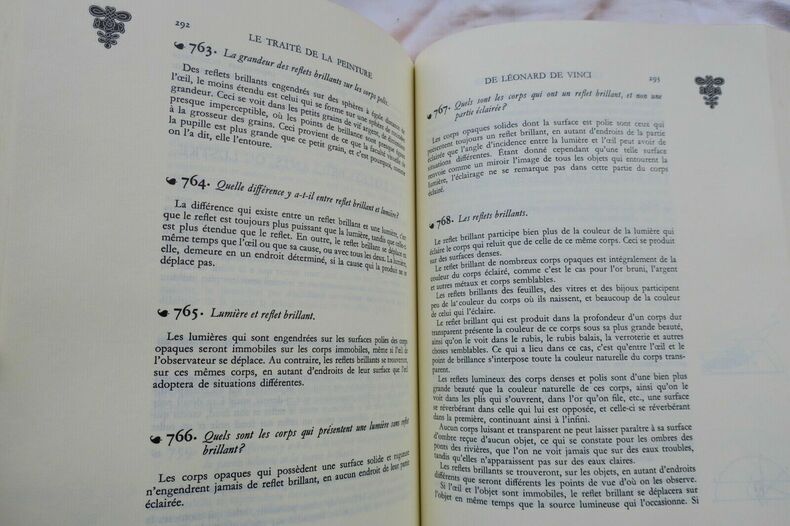 292
LE TRAITÉ DE LA PEINTURE
763. La grandeur des reflets brillants sur les corps polis.
Des reflets brillants engendrés sur des sphères à égale distance de
l'œil, le moins étendu est celui qui se forme sur une sphère de moindre
grandeur. Ceci se voit dans les petits grains de vif argent, de dimension
presque imperceptible, où les points de brillance sont presque égaux
à la grosseur des grains. Ceci provient de ce que la faculté visuelle de
la pupille est plus grande que ce petit grain, et c'est pourquoi, comme
on l'a dit, elle l'entoure.
764. Quelle différence y a-t-il entre reflet brillant et lumière?
La différence qui existe entre un reflet brillant et une lumière, c'est
que le reflet est toujours plus puissant que la lumière, tandis que celle-ci
est plus étendue que le reflet. En outre, le reflet brillant se déplace en
même temps que l'œil ou que sa cause, ou avec tous les deux. La lumière,
elle, demeure en un endroit déterminé, si la cause qui la produit ne se
déplace pas.
765. Lumière et reflet brillant.
Les lumières qui sont engendrées sur les surfaces polies des corps
opaques seront immobiles sur les corps immobiles, même si l'œil de
l'observateur se déplace. Au contraire, les reflets brillants se trouveront,
sur ces mêmes corps, en autant d'endroits de leur surface que l'œil
adoptera de situations différentes.
766. Quels sont les corps qui présentent une lumière sans reflet
brillant?
Les corps opaques qui possèdent une surface solide et rugueuse
n'engendrent jamais de reflet brillant, en aucun endroit de leur partie
éclairée.
DE LÉONARD DE VINCI
293
767. Quels sont les corps qui ont un reflet brillant, et non une
partie éclairée?
Les corps opaques solides dont la surface est polie sont ceux qui
présentent toujours un reflet brillant, en autant d'endroits de la partie
éclairée que l'angle d'incidence entre la lumière et l'œil peut avoir de
situations différentes. Étant donné cependant qu'une telle surface
renvoie comme un miroir l'image de tous les objets qui entourent la
lumière, l'éclairage ne se remarque pas dans cette partie du corps
éclairé.
768. Les reflets brillants.
Le reflet brillant participe bien plus de la couleur de la lumière qui
éclaire le corps qui reluit que de celle de ce même corps. Ceci se produit
sur des surfaces denses.
Le reflet brillant de nombreux corps opaques est intégralement de la
couleur du corps éclairé, comme c'est le cas pour l'or bruni, l'argent
et autres métaux et corps semblables.
Les reflets brillants des feuilles, des vitres et des bijoux participent
peu de la couleur du corps où ils naissent, et beaucoup de la couleur
de celui qui l'éclaire.
Le reflet brillant qui est produit dans la profondeur d'un corps dur
transparent présente la couleur de ce corps sous sa plus grande beauté,
ainsi qu'on le voit dans le rubis, le rubis balais, la verroterie et autres
choses semblables. Ce qui a lieu dans ce cas, c'est qu'entre l'œil et le
point de brillance s'interpose toute la couleur naturelle du corps trans-
parent.
Les reflets lumineux des corps denses et polis sont d'une bien plus
grande beauté que la couleur naturelle de ces corps, ainsi qu'on le
voit dans les plis qui s'ouvrent, dans l'or qu'on file, etc., une surface
se réverbérant dans celle qui lui est opposée, et celle-ci se réverbérant
dans la première, continuant ainsi à l'infini.
Aucun corps luisant et transparent ne peut laisser paraître à sa surface
d'ombre reçue d'aucun objet, ce qui se constate pour les ombres des
ponts des rivières, que l'on ne voit jamais que sur des eaux troubles,
tandis qu'elles n'apparaissent pas sur des eaux claires.
Les reflets brillants se trouveront, sur les objets, en autant d'endroits
différents que seront différents les points de vue d'où on les observe.
Si l'œil et l'objet sont immobiles, le reflet brillant se déplacera sur
l'objet en même temps que la source lumineuse qui l'occasionne. Si